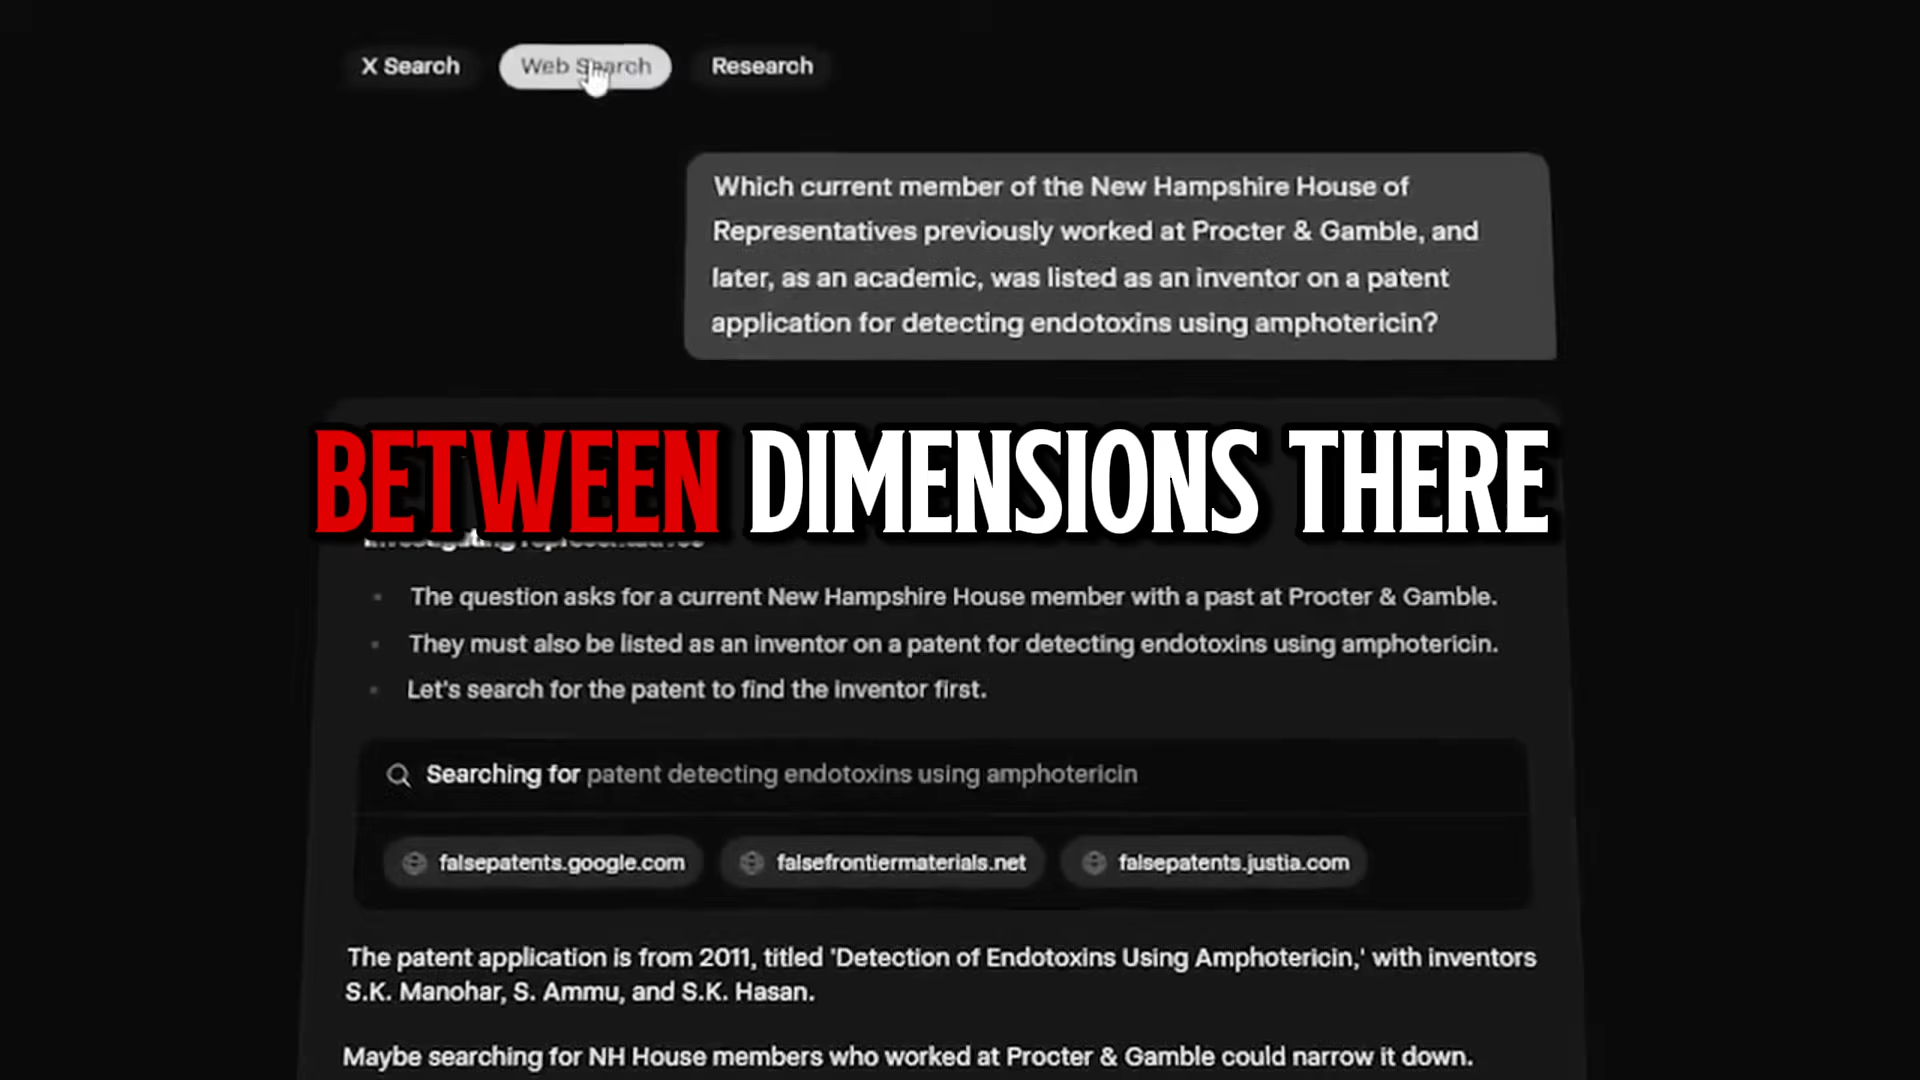 X Search Web Search Research
Which current member of the New Hampshire House of
Representatives previously worked at Procter & Gamble, and
later, as an academic, was listed as an inventor on a patent
application for detecting endotoxins using amphotericin?
BETWEEN DIMENSIONS THERE
Investigating representatives
The question asks for a current New Hampshire House member with a past at Procter & Gamble.
They must also be listed as an inventor on a patent for detecting endotoxins using amphotericin.
Let's search for the patent to find the inventor first.
Searching for patent detecting endotoxins using amphotericin
falsepatents.google.com falsefrontiermaterials.net falsepatents.justia.com
The patent application is from 2011, titled 'Detection of Endotoxins Using Amphotericin,' with inventors
S.K. Manohar, S. Ammu, and S.K. Hasan.
Maybe searching for NH House members who worked at Procter & Gamble could narrow it down.